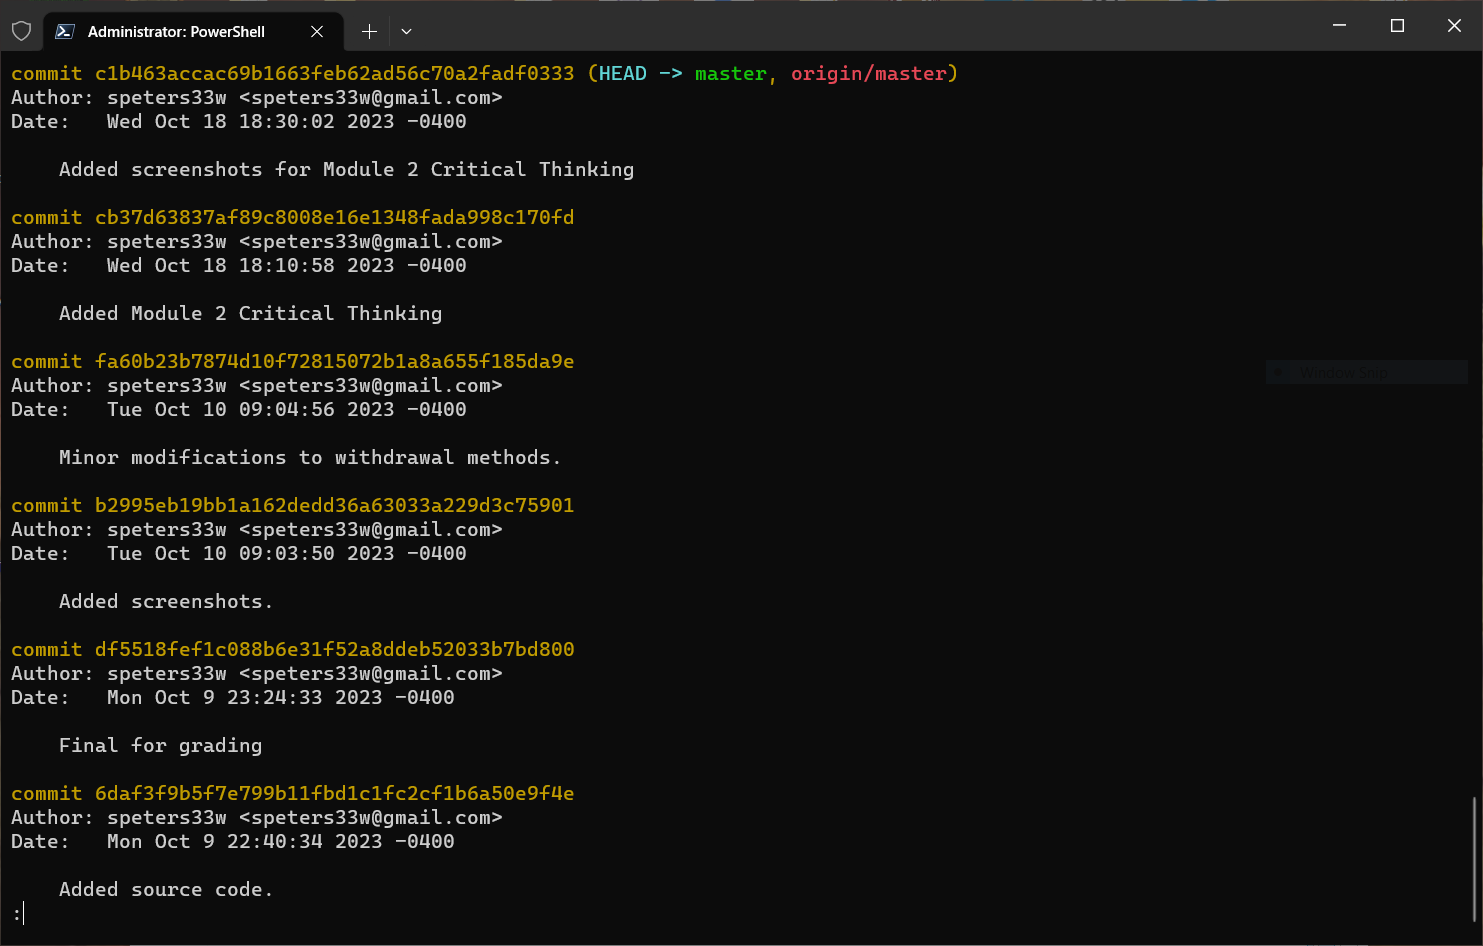 Administrator: PowerShell
commit c1b463accac69b1663feb62ad56c70a2fadf0333 (HEAD -> master, origin/master)
Author: speters33w <speters33w@gmail.com>
Date:   Wed Oct 18 18:30:02 2023 -0400
Added screenshots for Module 2 Critical Thinking
commit cb37d63837af89c8008e16e1348fada998c170fd
Author: speters33w <speters33w@gmail.com>
Date:   Wed Oct 18 18:10:58 2023 -0400
Added Module 2 Critical Thinking
commit fa60b23b7874d10f72815072b1a8a655f185da9e
Author: speters33w <speters33w@gmail.com>
Date:   Tue Oct 10 09:04:56 2023 -0400
Window Snip
Minor modifications to withdrawal methods.
commit b2995eb19bb1a162dedd36a63033a229d3c75901
Author: speters33w <speters33w@gmail.com>
Date:   Tue Oct 10 09:03:50 2023 -0400
Added screenshots.
commit df5518fef1c088b6e31f52a8ddeb52033b7bd800
Author: speters33w <speters33w@gmail.com>
Date:   Mon Oct 9 23:24:33 2023 -0400
Final for grading
commit 6daf3f9b5f7e799b11fbd1c1fc2cf1b6a50e9f4e
Author: speters33w <speters33w@gmail.com>
Date:   Mon Oct 9 22:40:34 2023 -0400
Added source code.
: